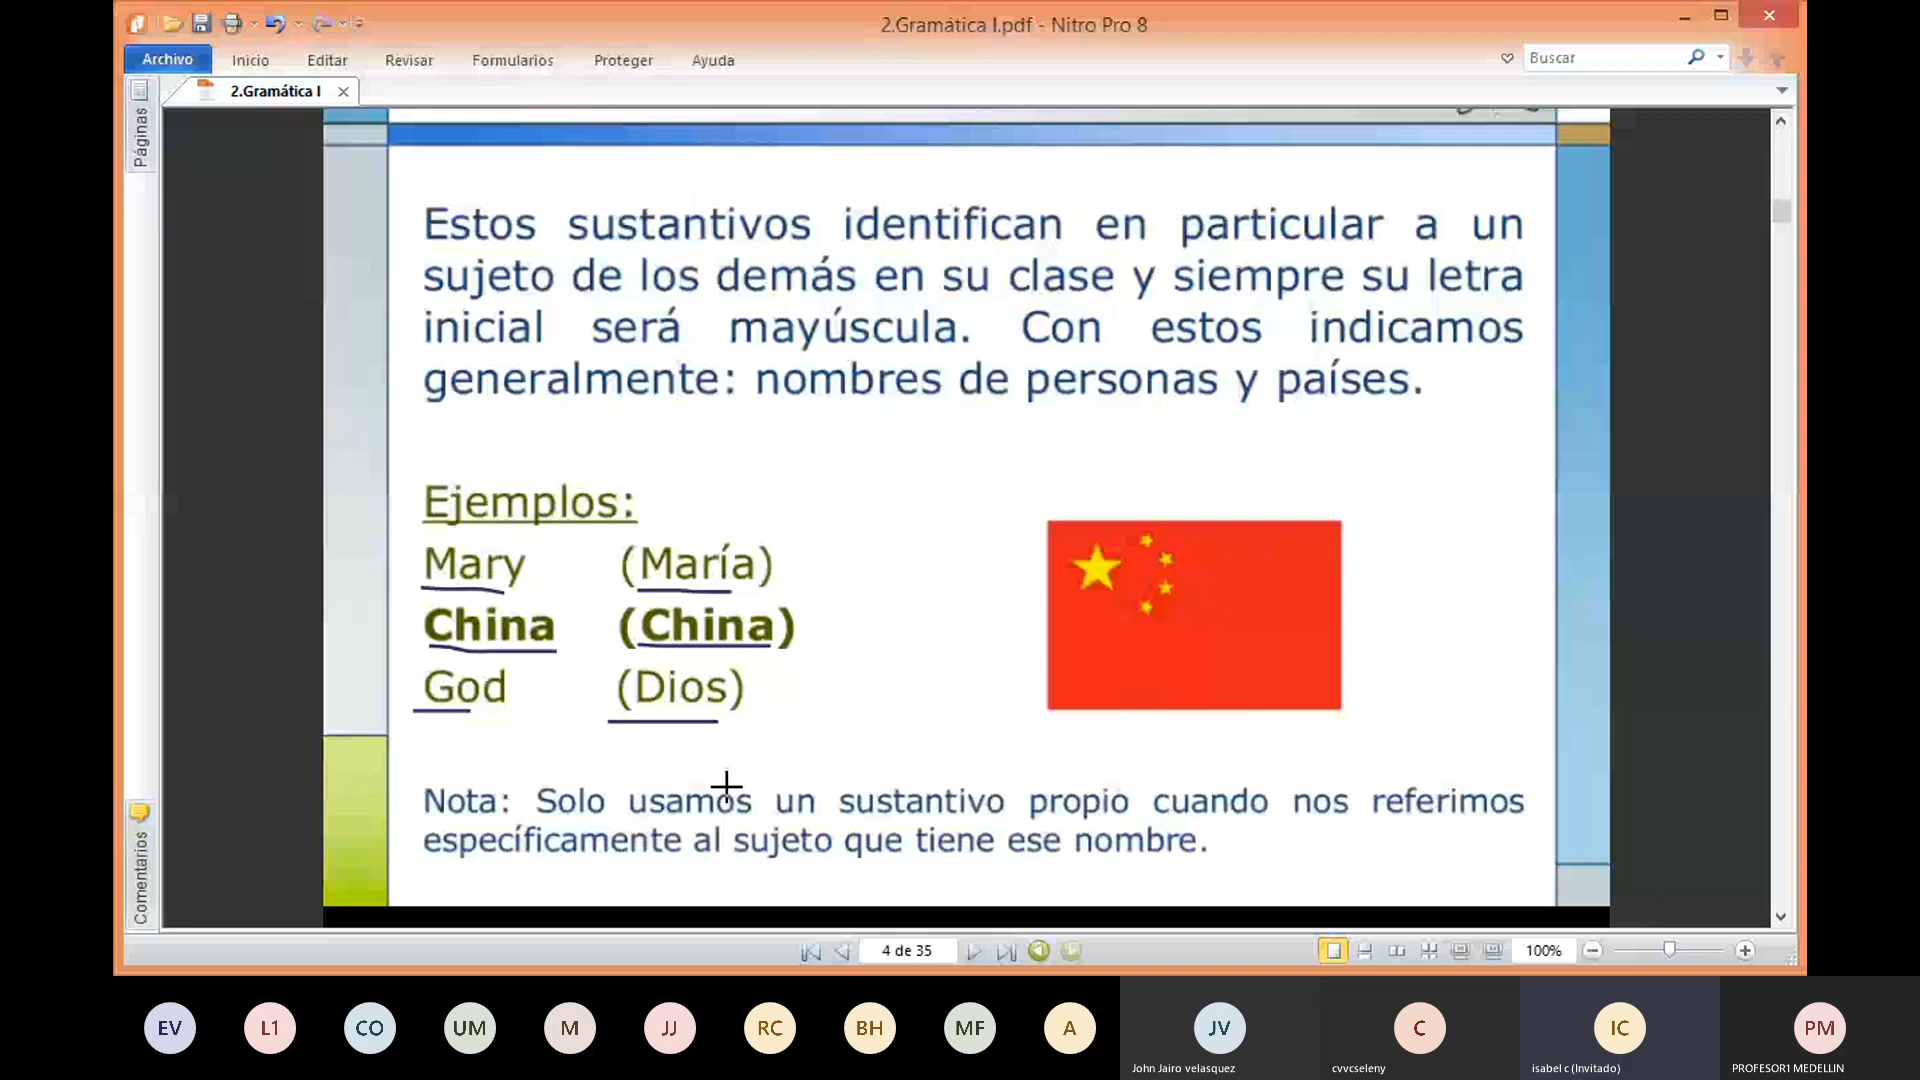 2.Gramática I.pdf - Nitro Pro 8
Archivo Inicio Editar Revisar Formularios Proteger Ayuda Buscar
2.Gramática I
Páginas
Estos sustantivos identifican en particular a un
sujeto de los demás en su clase y siempre su letra
inicial será mayúscula. Con estos indicamos
generalmente: nombres de personas y países.
Ejemplos:
Mary (María)
China (China)
God (Dios)
Nota: Solo usamos un sustantivo propio cuando nos referimos
específicamente al sujeto que tiene ese nombre.
Comentarios
4 de 35 100%
EV L1 CO UM M JJ RC BH MF A JV C IC PM
John Jairo velasquez cvvcseleny isabel c (Invitado) PROFESOR1 MEDELLIN